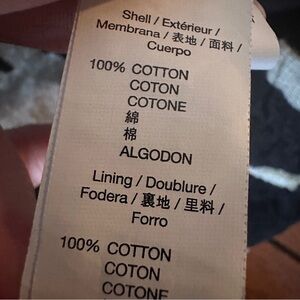 Shell / Extérieur /
Membrana / 表地 / 面料 /
Cuerpo
100% COTTON
COTON
COTONE
綿
棉
ALGODON
Lining / Doublure /
Fodera / 裏地 / 里料 /
Forro
100% COTTON
COTON
COTONE